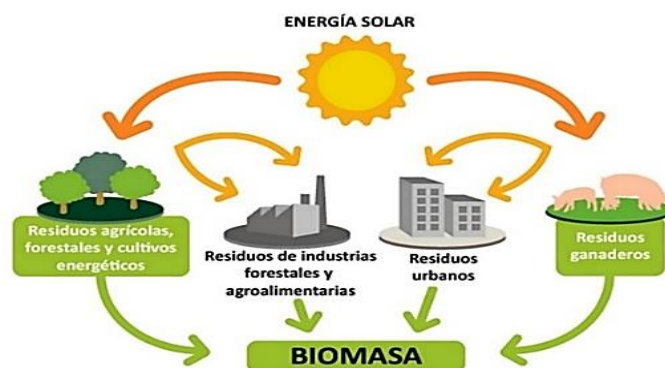 ENERGÍA SOLAR
Residuos agrícolas,
forestales y cultivos
energéticos
Residuos de industrias
forestales y
agroalimentarias
Residuos
urbanos
Residuos
ganaderos
BIOMASA